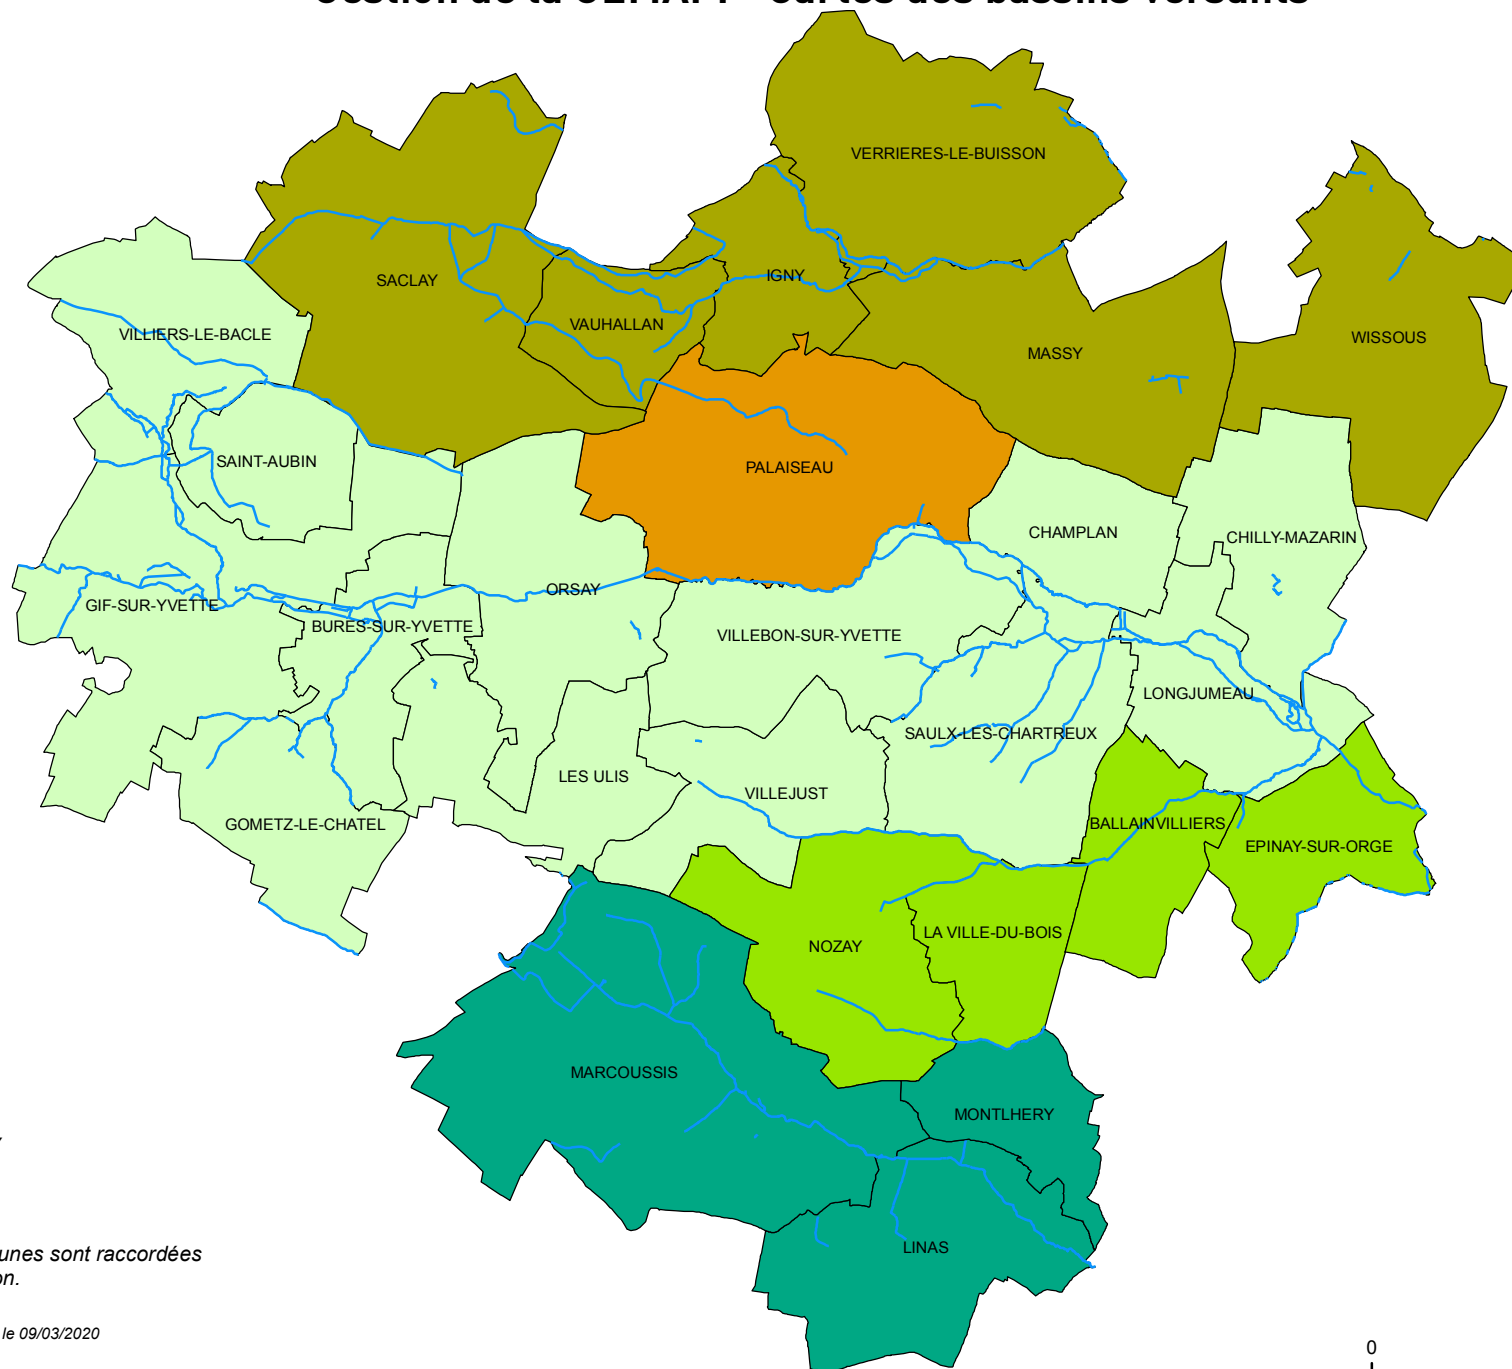 VERRIERES-LE-BUISSON
SACLAY
IGNY
VAUHALLAN
VILLIERS-LE-BACLE
WISSOUS
MASSY
SAINT-AUBIN
PALAISEAU
CHAMPLAN
CHILLY-MAZARIN
ORSAY
GIF-SUR-YVETTE
BURES-SUR-YVETTE
VILLEBON-SUR-YVETTE
LONGJUMEAU
SAULX-LES-CHARTREUX
LES ULIS
VILLEJUST
GOMETZ-LE-CHATEL
BALLAINVILLIERS
EPINAY-SUR-ORGE
LA VILLE-DU-BOIS
NOZAY
MARCOUSSIS
MONTLHERY
LINAS
unes sont raccordées
on.
le 09/03/2020
0